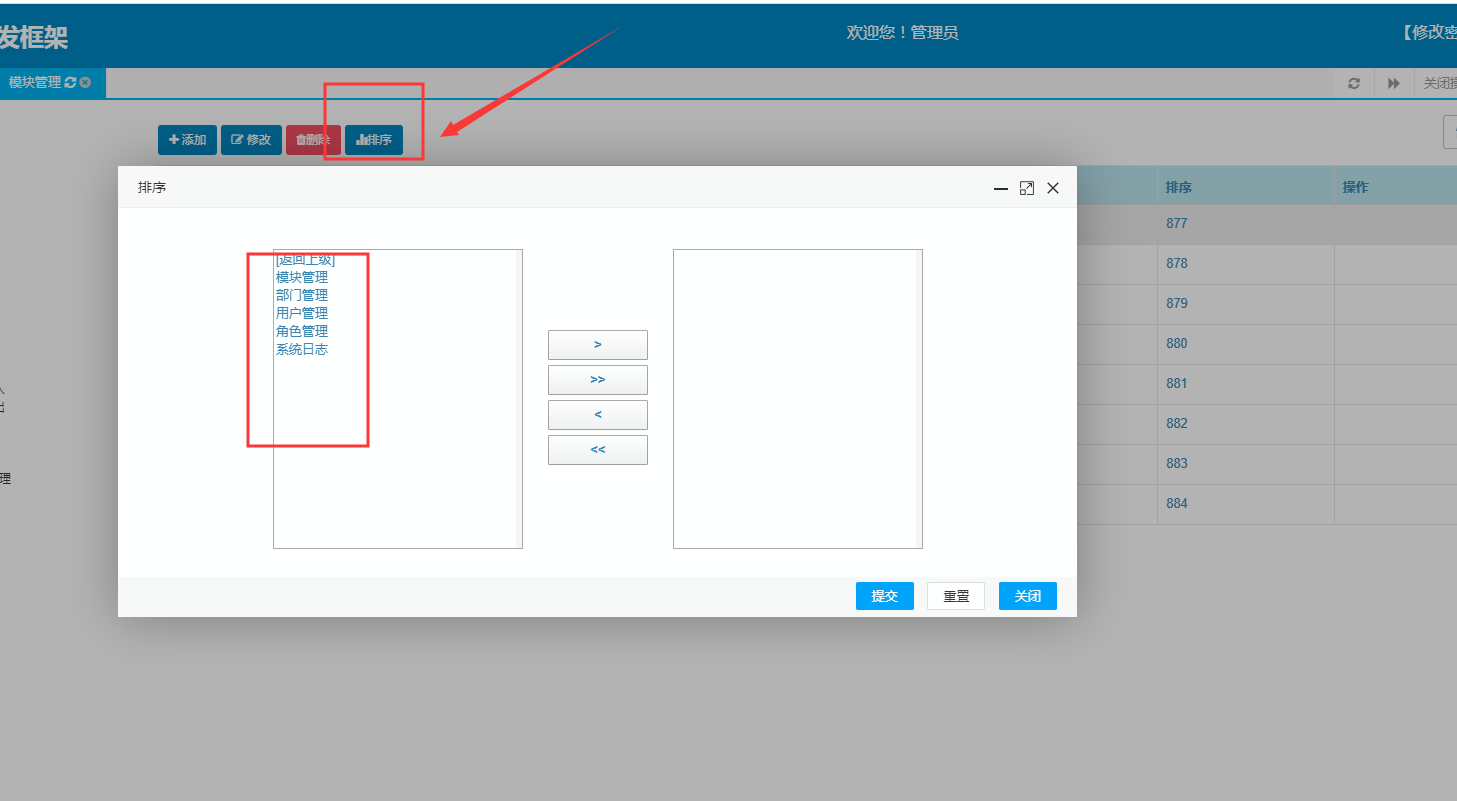 发框架
欢迎您！管理员
【修改密
模块管理
关闭操
添加
修改
删除
排序
排序
排序
操作
877
878
879
880
881
882
883
884
[返回上级]
模块管理
部门管理
用户管理
角色管理
系统日志
>
>>
<
<<
理
提交
重置
关闭